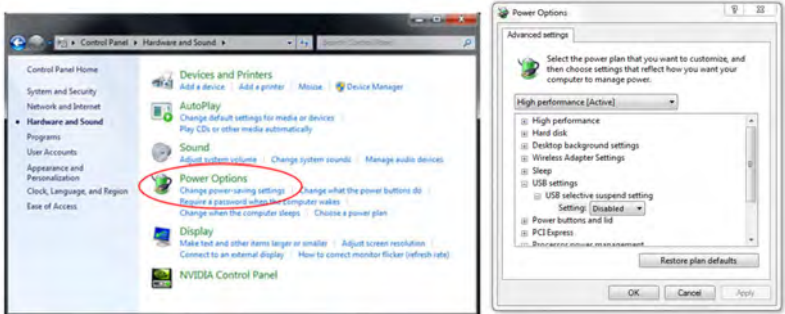 Control Panel ▸ Hardware and Sound ▸
Search Control Panel
Control Panel Home
System and Security
Network and Internet
Hardware and Sound
Programs
User Accounts
Appearance and
Personalization
Clock, Language, and Region
Ease of Access
Devices and Printers
Add a device | Add a printer | Mouse | Device Manager
AutoPlay
Change default settings for media or devices
Play CDs or other media automatically
Sound
Adjust system volume | Change system sounds | Manage audio devices
Power Options
Change power-saving settings | Change what the power buttons do
Require a password when the computer wakes
Change when the computer sleeps | Choose a power plan
Display
Make text and other items larger or smaller | Adjust screen resolution
Connect to an external display | How to correct monitor flicker (refresh rate)
NVIDIA Control Panel
Power Options
Advanced settings
Select the power plan that you want to customize, and
then choose settings that reflect how you want your
computer to manage power.
High performance [Active]
High performance
Hard disk
Desktop background settings
Wireless Adapter Settings
Sleep
USB settings
USB selective suspend setting
Setting: Disabled
Power buttons and lid
PCI Express
Processor power management
Restore plan defaults
OK
Cancel
Apply